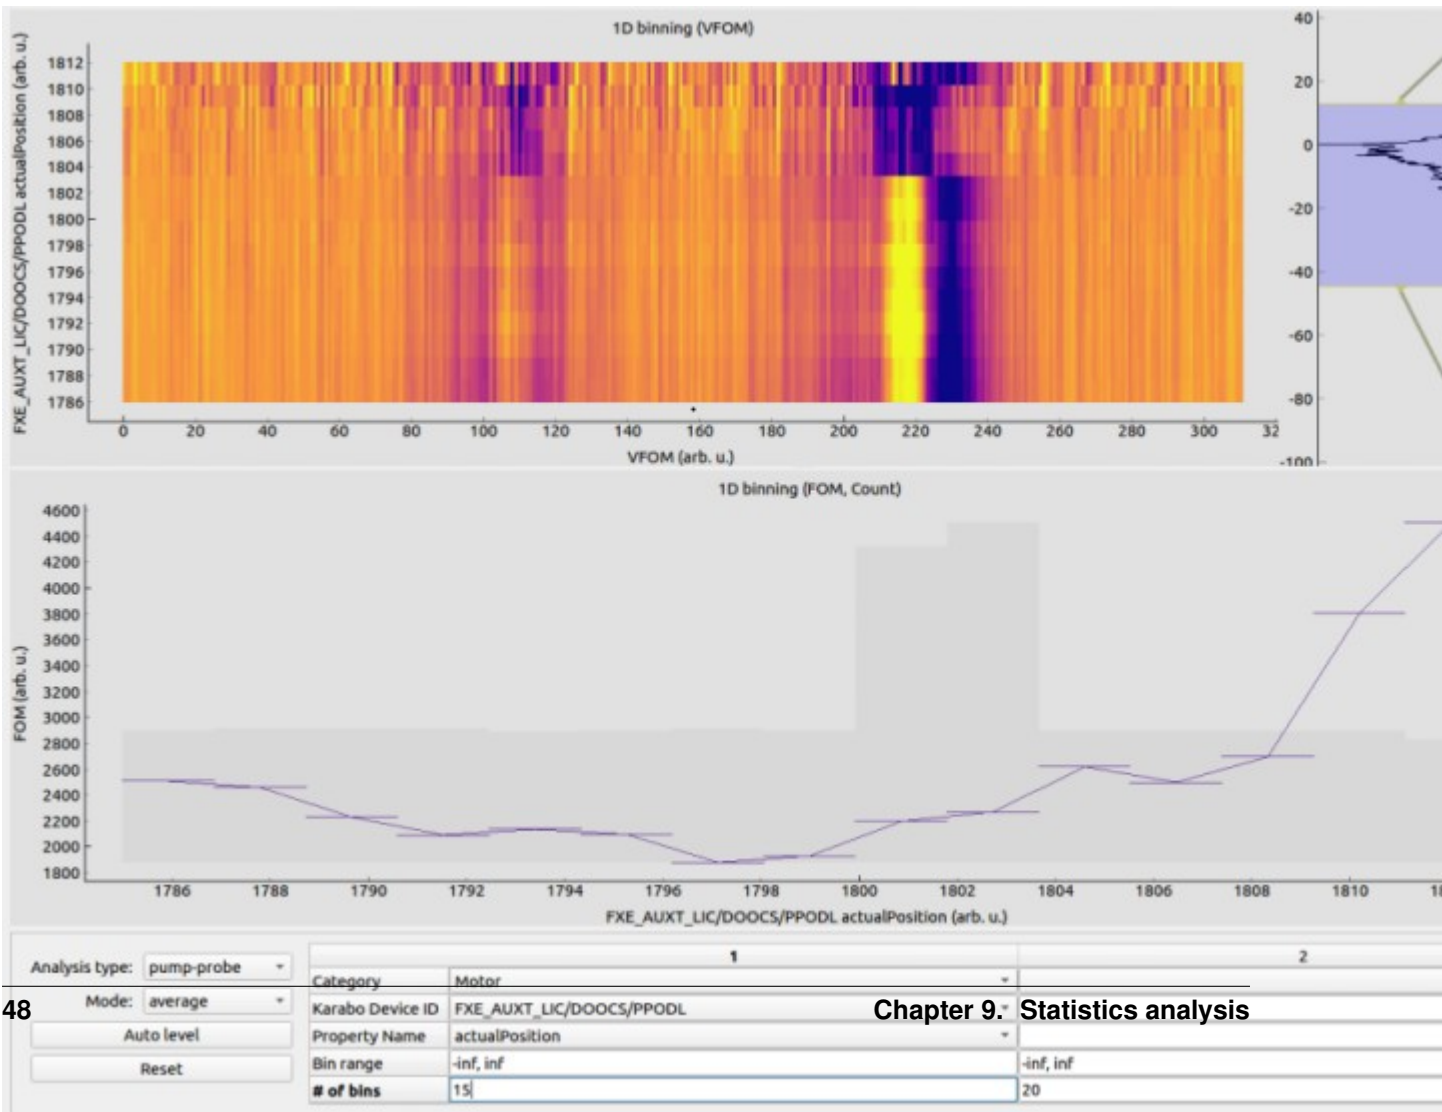 1D binning (VFOM)
FXE_AUXT_LIC/DOOCS/PPODL actualPosition (arb. u.)
1812
1810
1808
1806
1804
1802
1800
1798
1796
1794
1792
1790
1788
1786
0 20 40 60 80 100 120 140 160 180 200 220 240 260 280 300 32
VFOM (arb. u.)
40
20
0
-20
-40
-60
-80
-100
1D binning (FOM, Count)
FOM (arb. u.)
4600
4400
4200
4000
3800
3600
3400
3200
3000
2800
2600
2400
2200
2000
1800
1786 1788 1790 1792 1794 1796 1798 1800 1802 1804 1806 1808 1810 18
FXE_AUXT_LIC/DOOCS/PPODL actualPosition (arb. u.)
Analysis type: pump-probe
Mode: average
Auto level
Reset
1 2
Category Motor
Karabo Device ID FXE_AUXT_LIC/DOOCS/PPODL
Property Name actualPosition
Bin range -inf, inf -inf, inf
# of bins 15 20
48 Chapter 9. Statistics analysis